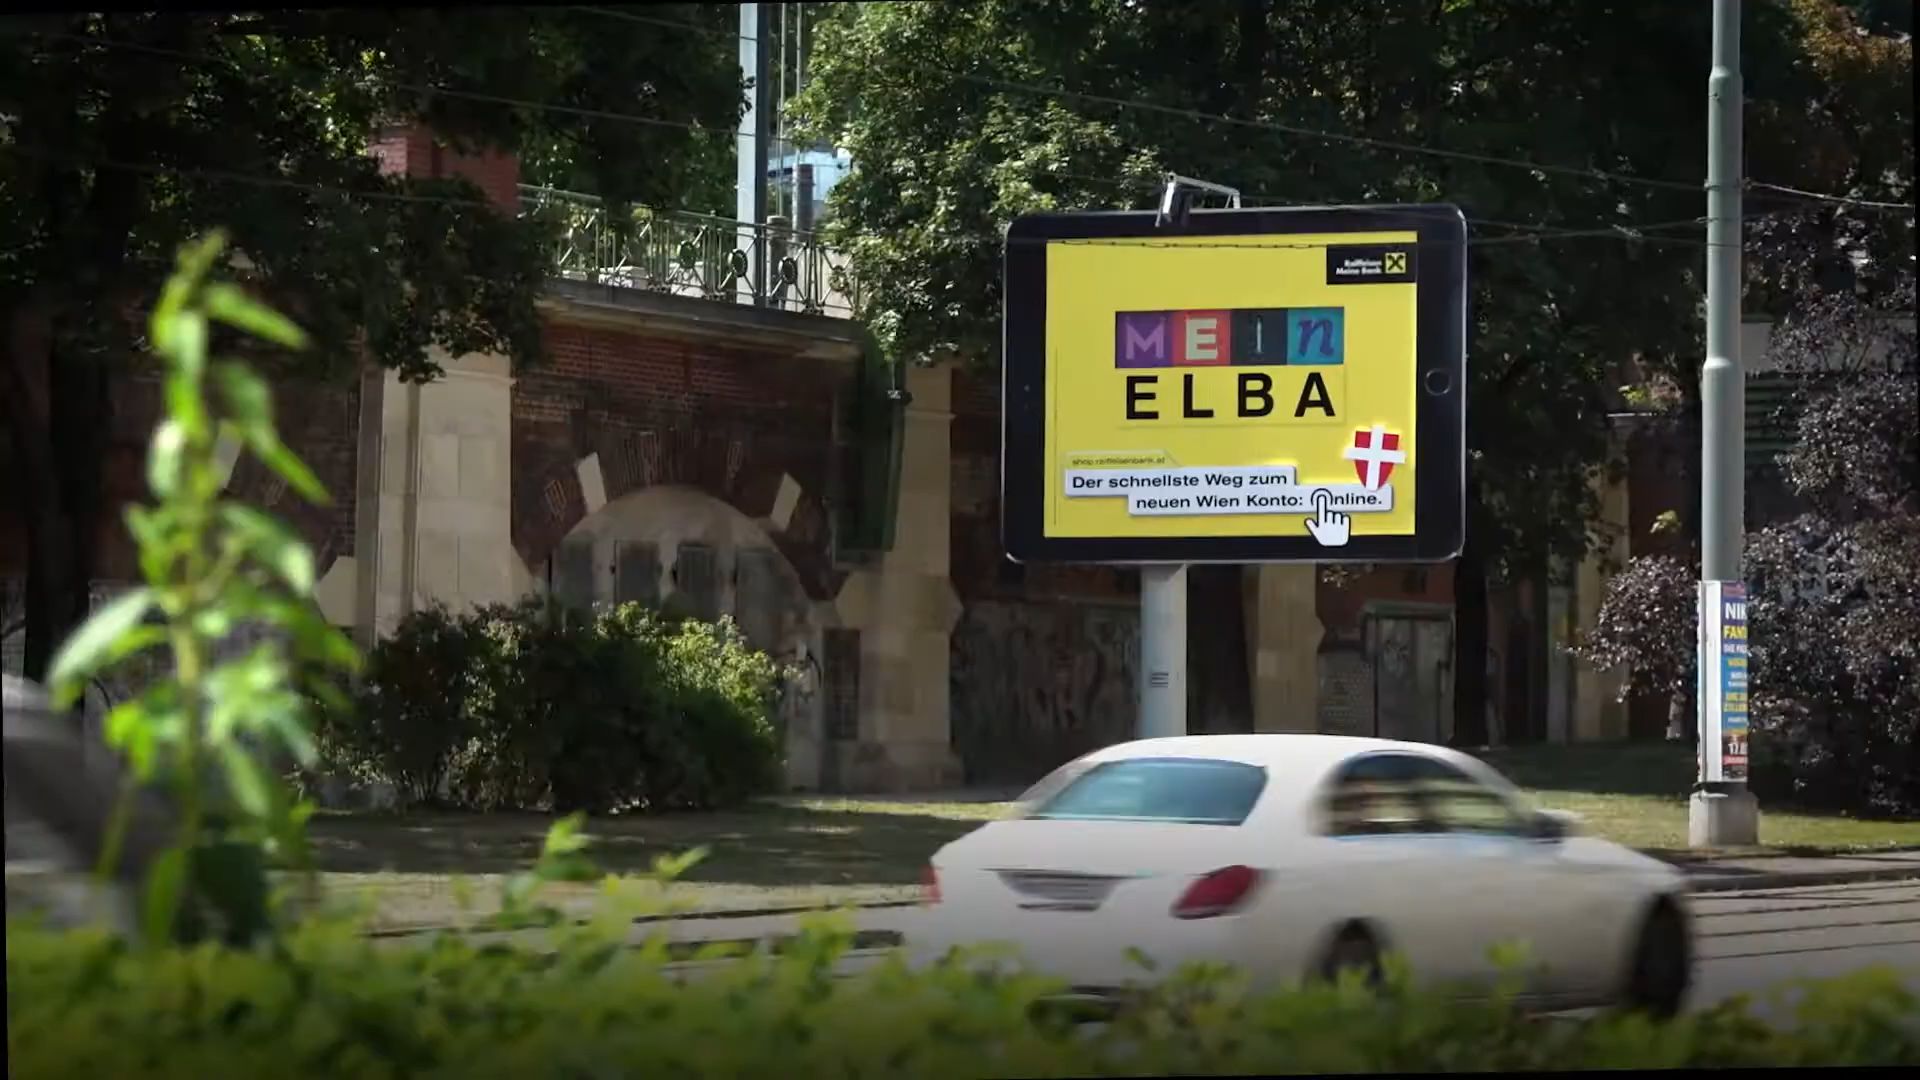 Raiffeisen
Meine Bank
MEIn
ELBA
shop.raiffeisenbank.at
Der schnellste Weg zum
neuen Wien Konto: Online.